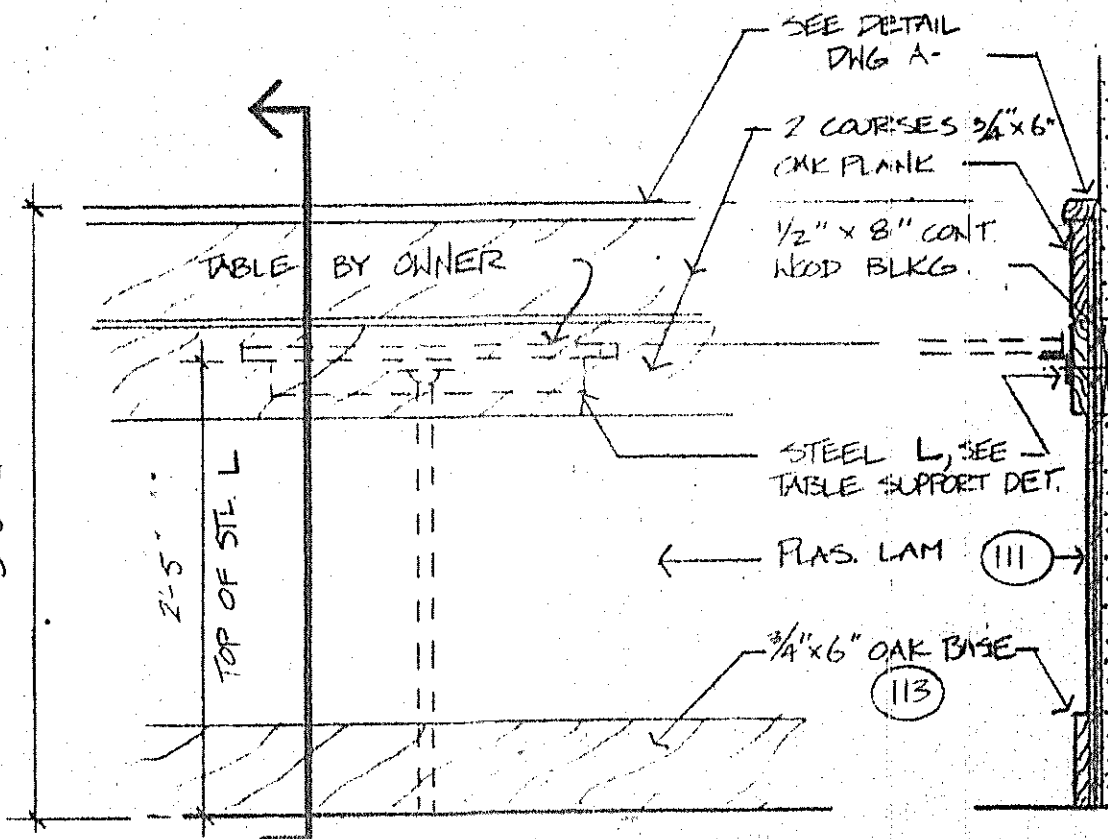 SEE DETAIL
DWG A-
2 COURSES 3/4"x6"
OAK PLANK
1/2" x 8" CONT.
WOOD BLKG.
TABLE BY OWNER
STEEL L, SEE
TABLE SUPPORT DET.
2'-5"
TOP OF STL. L
PLAS. LAM
111
3/4"x6" OAK BASE
113